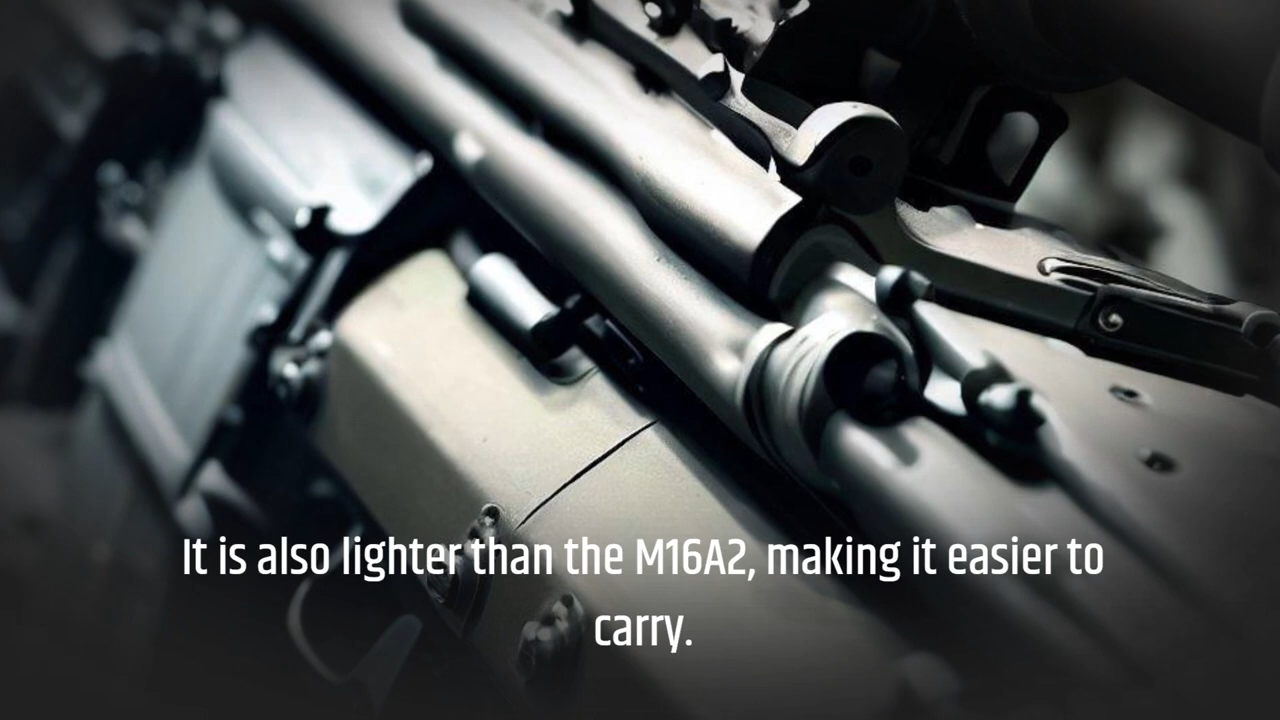 It is also lighter than the M16A2, making it easier to
carry.